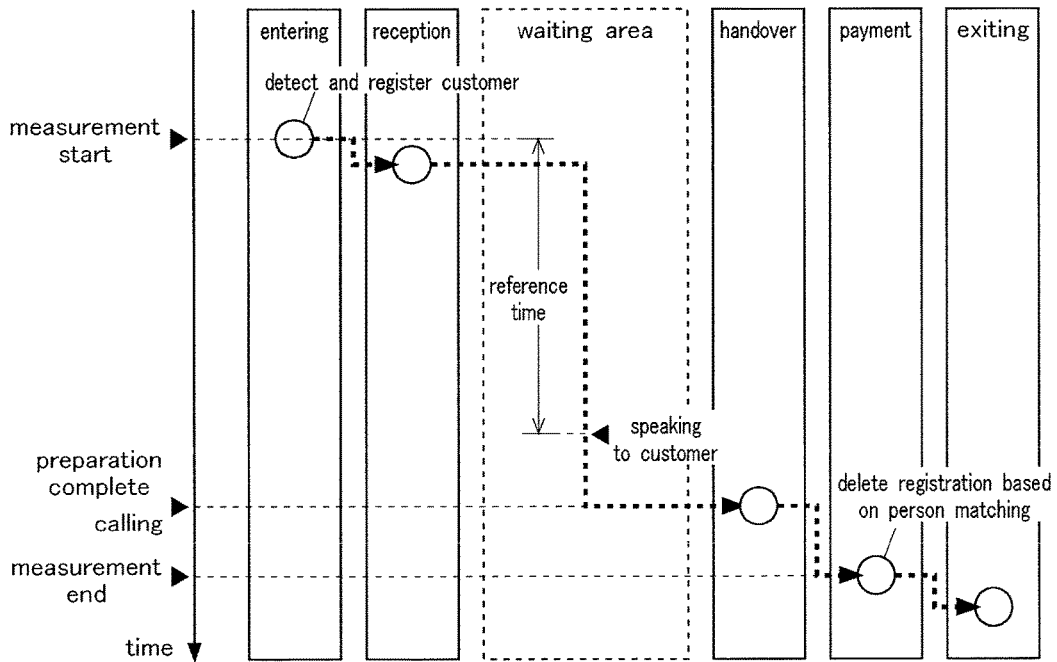 entering
reception
waiting area
handover
payment
exiting
detect and register customer
measurement
start
reference
time
speaking
to customer
preparation
complete
calling
delete registration based
on person matching
measurement
end
time